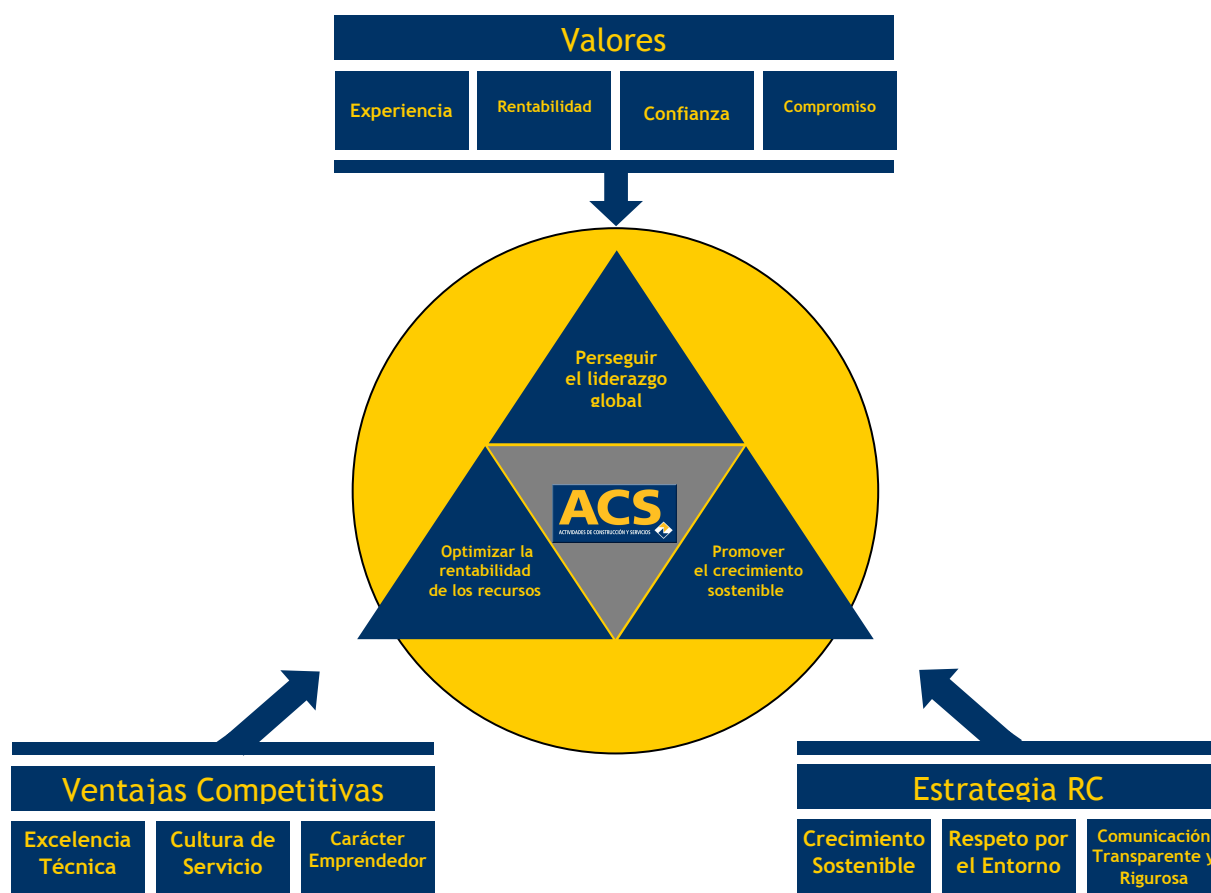 Valores
Experiencia
Rentabilidad
Confianza
Compromiso
Perseguir
el liderazgo
global
ACS
ACTIVIDADES DE CONSTRUCCIÓN Y SERVICIOS
Optimizar la
rentabilidad
de los recursos
Promover
el crecimiento
sostenible
Ventajas Competitivas
Excelencia
Técnica
Cultura de
Servicio
Carácter
Emprendedor
Estrategia RC
Crecimiento
Sostenible
Respeto por
el Entorno
Comunicación
Transparente y
Rigurosa